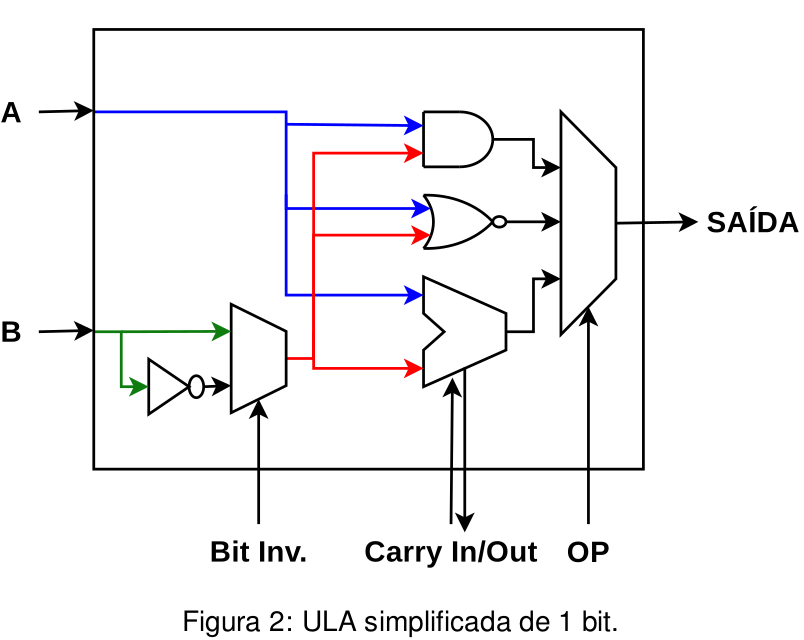 A
SAÍDA
B
Bit Inv.
Carry In/Out
OP
Figura 2: ULA simplificada de 1 bit.